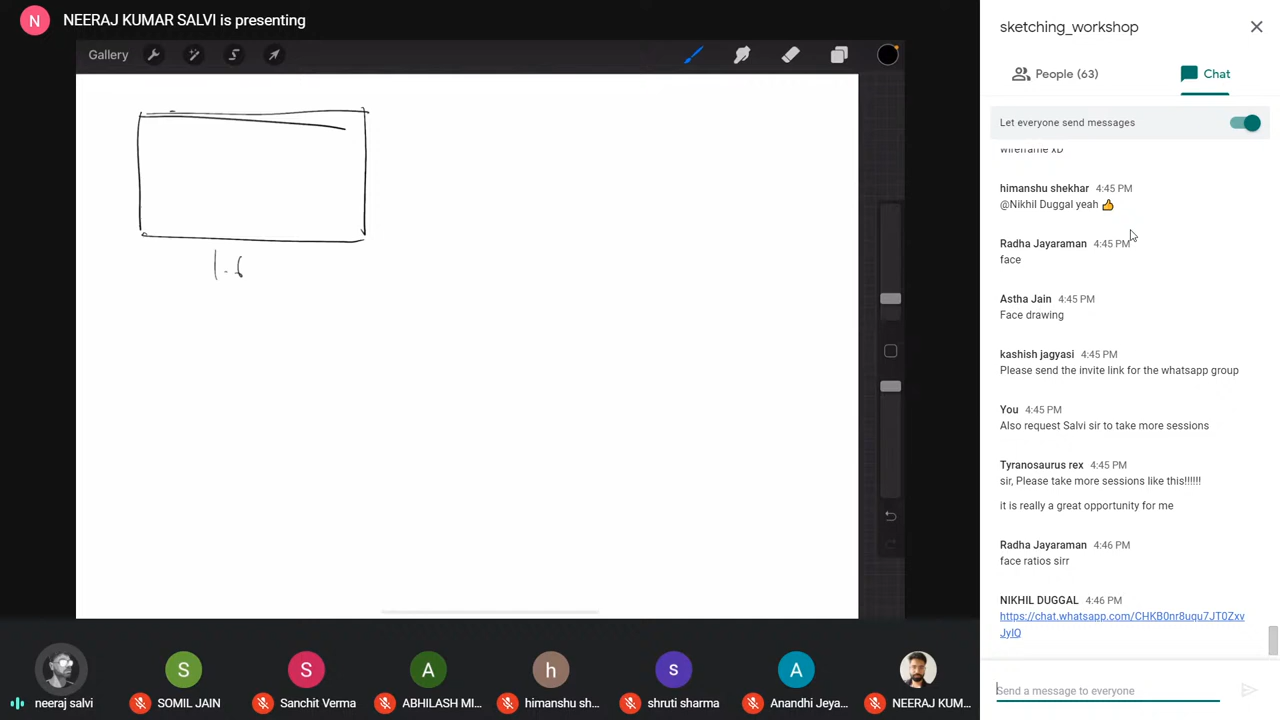 N
NEERAJ KUMAR SALVI is presenting
Gallery
1.6
sketching_workshop
People (63)
Chat
Let everyone send messages
wireframe xD
himanshu shekhar 4:45 PM
@Nikhil Duggal yeah 👍
Radha Jayaraman 4:45 PM
face
Astha Jain 4:45 PM
Face drawing
kashish jagyasi 4:45 PM
Please send the invite link for the whatsapp group
You 4:45 PM
Also request Salvi sir to take more sessions
Tyranosaurus rex 4:45 PM
sir, Please take more sessions like this!!!!!!
it is really a great opportunity for me
Radha Jayaraman 4:46 PM
face ratios sirr
NIKHIL DUGGAL 4:46 PM
https://chat.whatsapp.com/CHKB0nr8uqu7JT0Zxv
JyIQ
Send a message to everyone
S
S
A
h
s
A
neeraj salvi
SOMIL JAIN
Sanchit Verma
ABHILASH MI...
himanshu sh...
shruti sharma
Anandhi Jeya...
NEERAJ KUM...